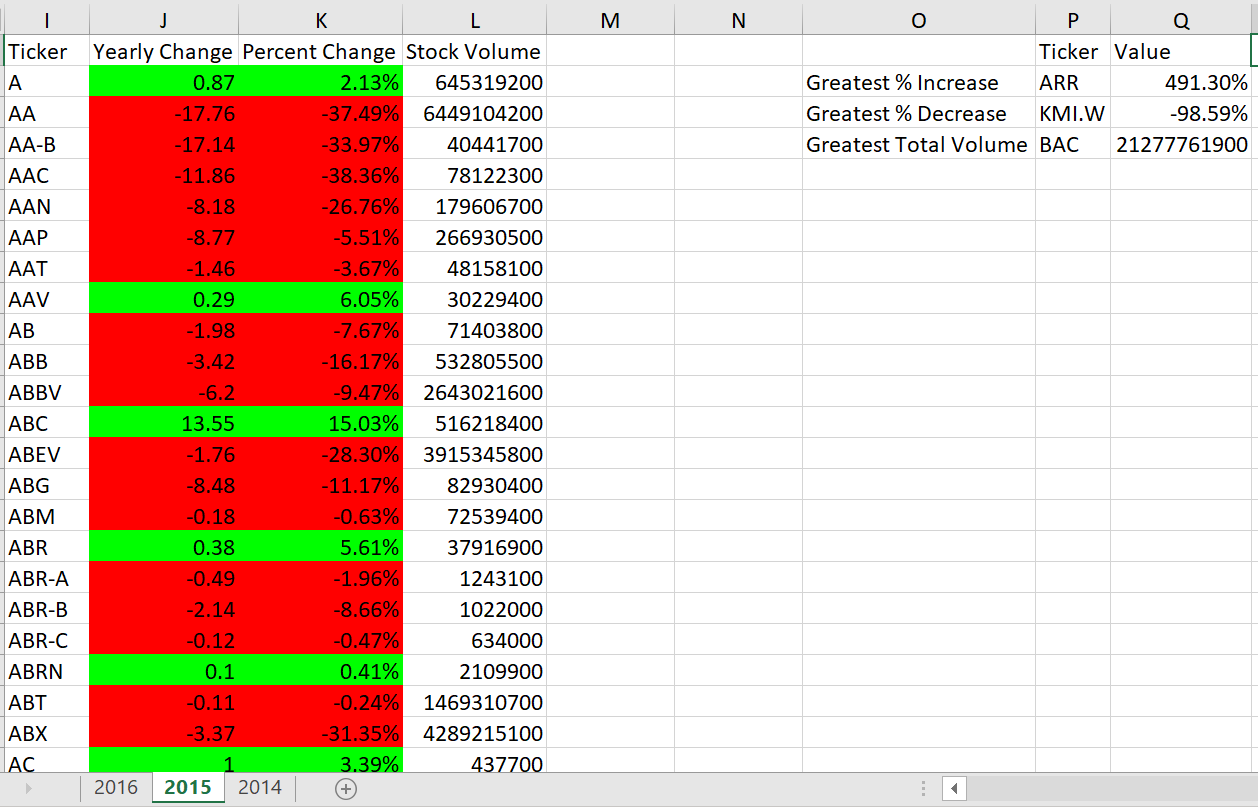 I J K L M N O P Q
Ticker Yearly Change Percent Change Stock Volume Ticker Value
A 0.87 2.13% 645319200 Greatest % Increase ARR 491.30%
AA -17.76 -37.49% 6449104200 Greatest % Decrease KMI.W -98.59%
AA-B -17.14 -33.97% 40441700 Greatest Total Volume BAC 21277761900
AAC -11.86 -38.36% 78122300
AAN -8.18 -26.76% 179606700
AAP -8.77 -5.51% 266930500
AAT -1.46 -3.67% 48158100
AAV 0.29 6.05% 30229400
AB -1.98 -7.67% 71403800
ABB -3.42 -16.17% 532805500
ABBV -6.2 -9.47% 2643021600
ABC 13.55 15.03% 516218400
ABEV -1.76 -28.30% 3915345800
ABG -8.48 -11.17% 82930400
ABM -0.18 -0.63% 72539400
ABR 0.38 5.61% 37916900
ABR-A -0.49 -1.96% 1243100
ABR-B -2.14 -8.66% 1022000
ABR-C -0.12 -0.47% 634000
ABRN 0.1 0.41% 2109900
ABT -0.11 -0.24% 1469310700
ABX -3.37 -31.35% 4289215100
AC 1 3.39% 437700
2016 2015 2014